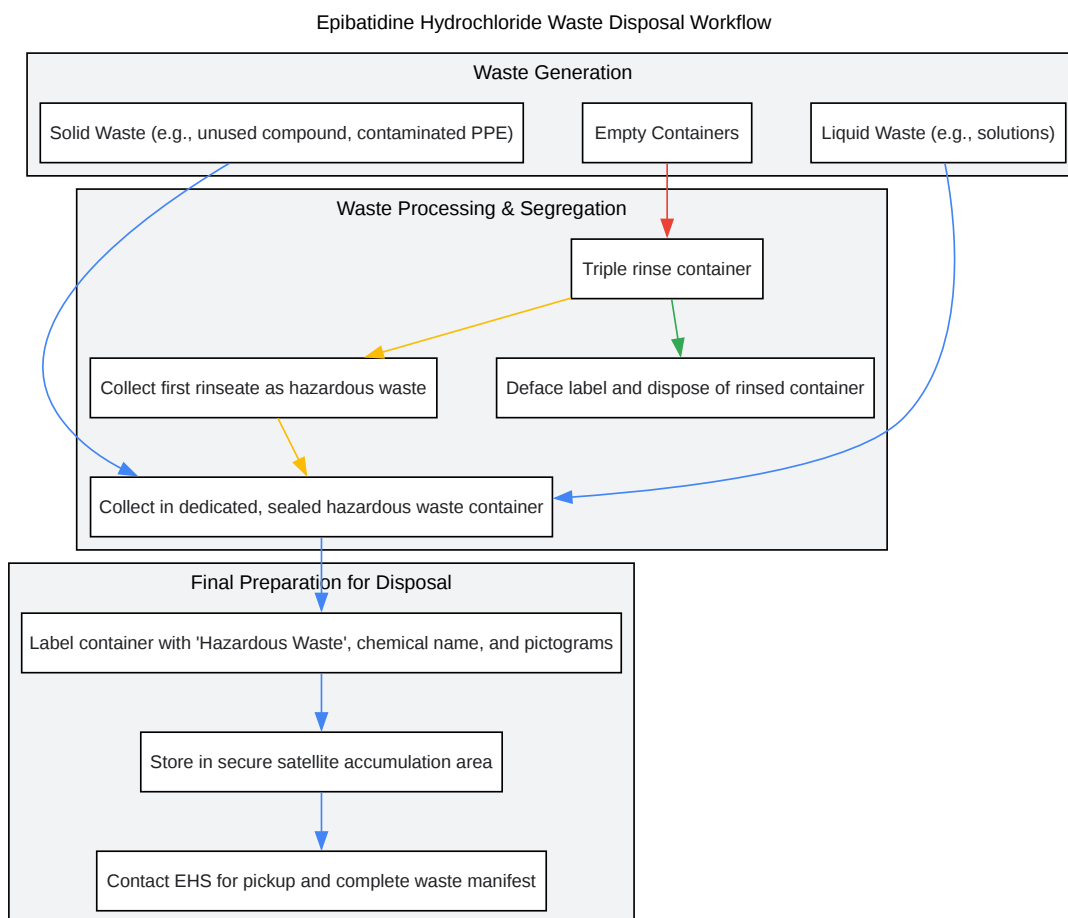 Epibatidine Hydrochloride Waste Disposal Workflow
Waste Generation
Solid Waste (e.g., unused compound, contaminated PPE)
Empty Containers
Liquid Waste (e.g., solutions)
Waste Processing & Segregation
Triple rinse container
Collect first rinseate as hazardous waste
Deface label and dispose of rinsed container
Collect in dedicated, sealed hazardous waste container
Final Preparation for Disposal
Label container with 'Hazardous Waste', chemical name, and pictograms
Store in secure satellite accumulation area
Contact EHS for pickup and complete waste manifest